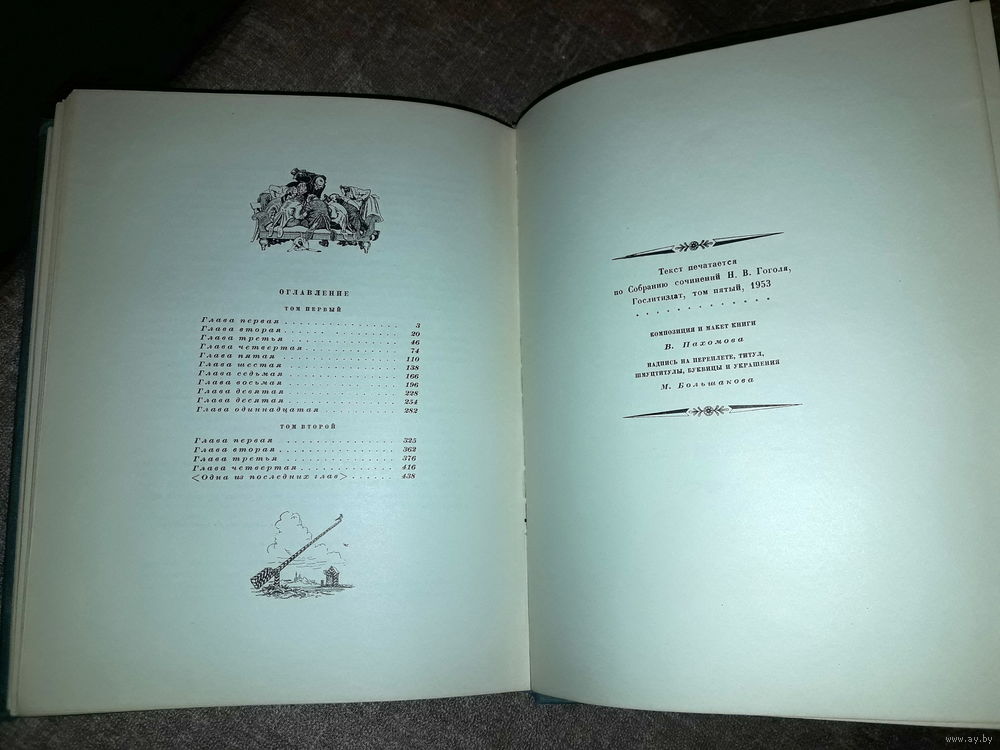 ОГЛАВЛЕНИЕ
ТОМ ПЕРВЫЙ
Глава первая . . . . . . . . . . . . . . . 3
Глава вторая . . . . . . . . . . . . . . . 20
Глава третья . . . . . . . . . . . . . . . 46
Глава четвертая . . . . . . . . . . . . . 74
Глава пятая . . . . . . . . . . . . . . . 110
Глава шестая . . . . . . . . . . . . . . . 138
Глава седьмая . . . . . . . . . . . . . . 166
Глава восьмая . . . . . . . . . . . . . . 196
Глава девятая . . . . . . . . . . . . . . 228
Глава десятая . . . . . . . . . . . . . . 254
Глава одиннадцатая . . . . . . . . . . . 282
ТОМ ВТОРОЙ
Глава первая . . . . . . . . . . . . . . 325
Глава вторая . . . . . . . . . . . . . . 362
Глава третья . . . . . . . . . . . . . . 376
Глава четвертая . . . . . . . . . . . . 416
<Одна из последних глав> . . . . . . 438
Текст печатается
по Собранию сочинений Н. В. Гоголя,
Гослитиздат, том пятый, 1953
. . . . . . . . . . . . .
КОМПОЗИЦИЯ И МАКЕТ КНИГИ
В. Пахомова
НАДПИСЬ НА ПЕРЕПЛЕТЕ, ТИТУЛ,
ШМУЦТИТУЛЫ, БУКВИЦЫ И УКРАШЕНИЯ
М. Большакова
www.ay.by